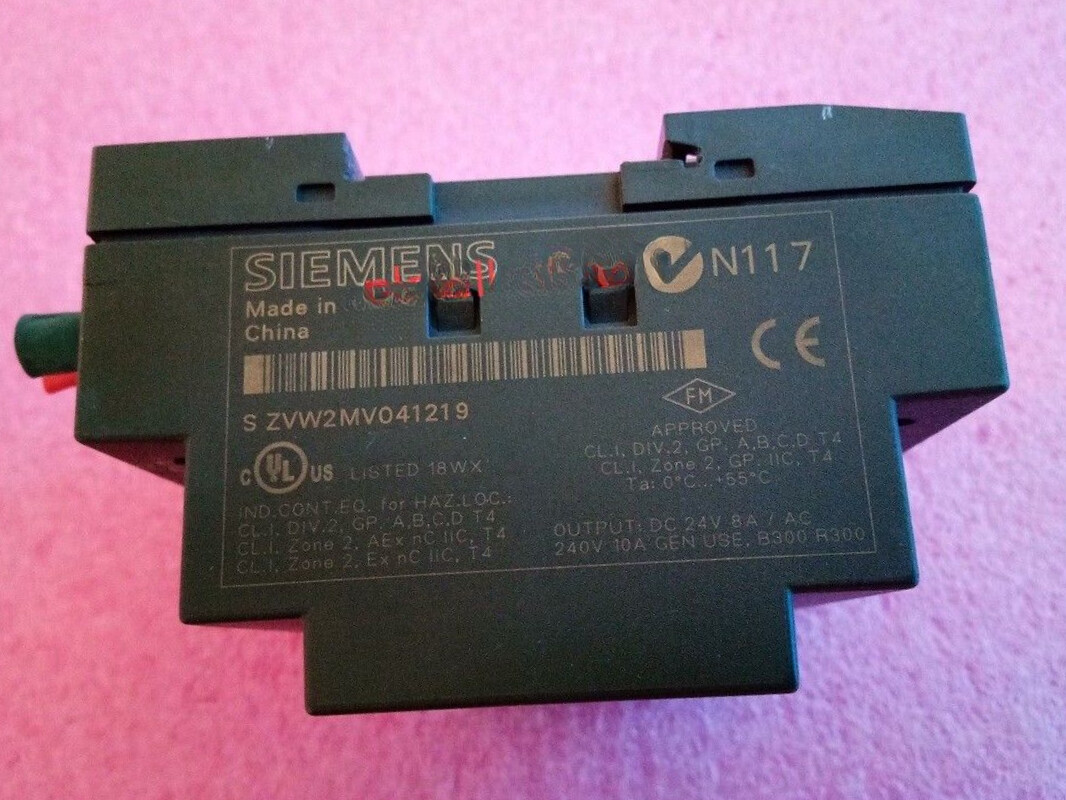 SIEMENS
N117
Made in
China
CE
S ZVW2MV041219
FM
APPROVED
CL.I, DIV.2, GP. A,B,C,D T4
CL.I, Zone 2, GP. IIC, T4
Ta: 0°C...+55°C
C UL US LISTED 18WX
IND.CONT.EQ. for HAZ.LOC.:
CL.I, DIV.2, GP. A,B,C,D T4
CL.I, Zone 2, AEx nC IIC, T4
CL.I, Zone 2, Ex nC IIC, T4
OUTPUT: DC 24V 8A / AC
240V 10A GEN USE, B300 R300